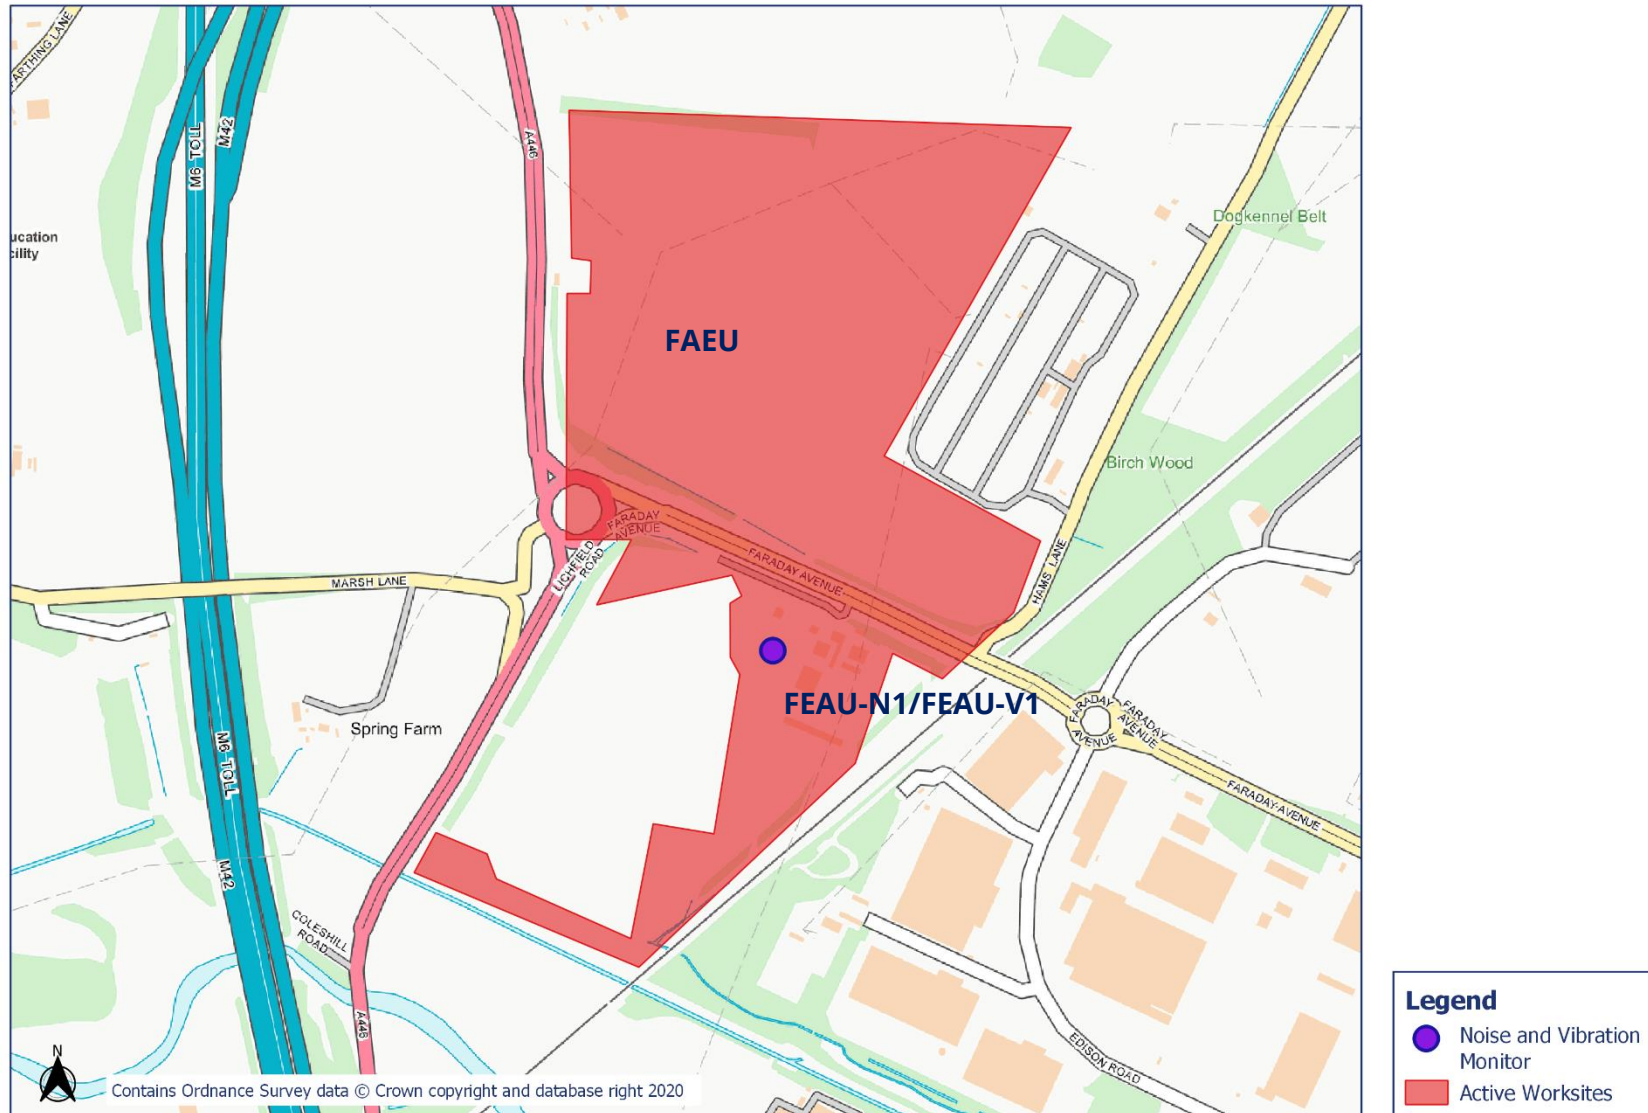 ARTHING LANE
M6 TOLL
M42
A446
ucation
cility
Dogkennel Belt
FAEU
Birch Wood
FARADAY
AVENUE
LICHFIELD
ROAD
FARADAY AVENUE
HAMS LANE
MARSH LANE
FEAU-N1/FEAU-V1
FARADAY
AVENUE
FARADAY
AVENUE
Spring Farm
M6 TOLL
FARADAY AVENUE
M42
COLESHILL
ROAD
A446
EDISON ROAD
N
Contains Ordnance Survey data © Crown copyright and database right 2020
Legend
Noise and Vibration
Monitor
Active Worksites